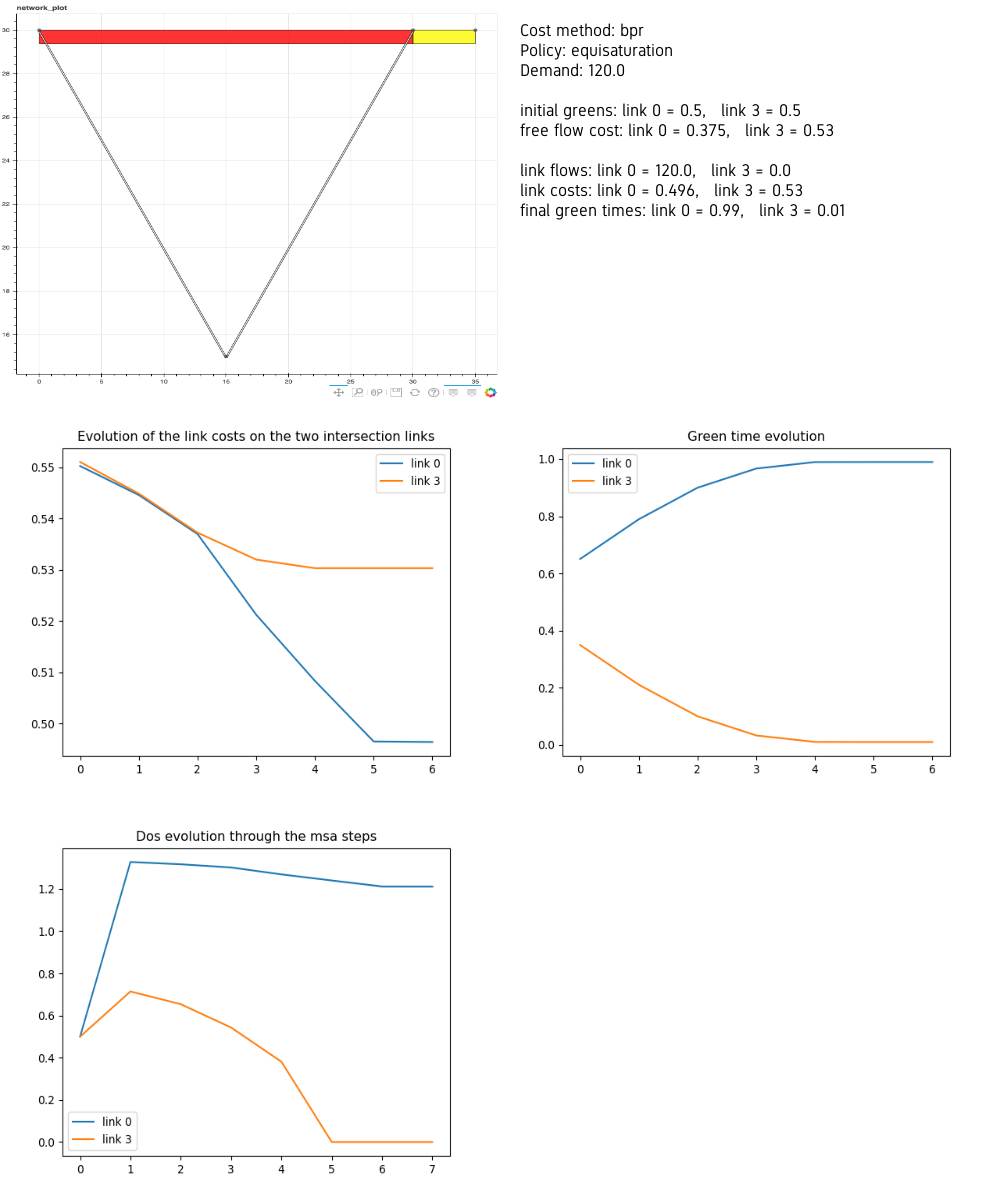 network_plot
30
28
26
24
22
20
18
16
0 5 10 15 20 25 30 35
Cost method: bpr
Policy: equisaturation
Demand: 120.0
initial greens: link 0 = 0.5, link 3 = 0.5
free flow cost: link 0 = 0.375, link 3 = 0.53
link flows: link 0 = 120.0, link 3 = 0.0
link costs: link 0 = 0.496, link 3 = 0.53
final green times: link 0 = 0.99, link 3 = 0.01
Evolution of the link costs on the two intersection links
link 0
link 3
0.55
0.54
0.53
0.52
0.51
0.50
0 1 2 3 4 5 6
Green time evolution
link 0
link 3
1.0
0.8
0.6
0.4
0.2
0.0
0 1 2 3 4 5 6
Dos evolution through the msa steps
1.2
1.0
0.8
0.6
0.4
0.2
0.0
link 0
link 3
0 1 2 3 4 5 6 7